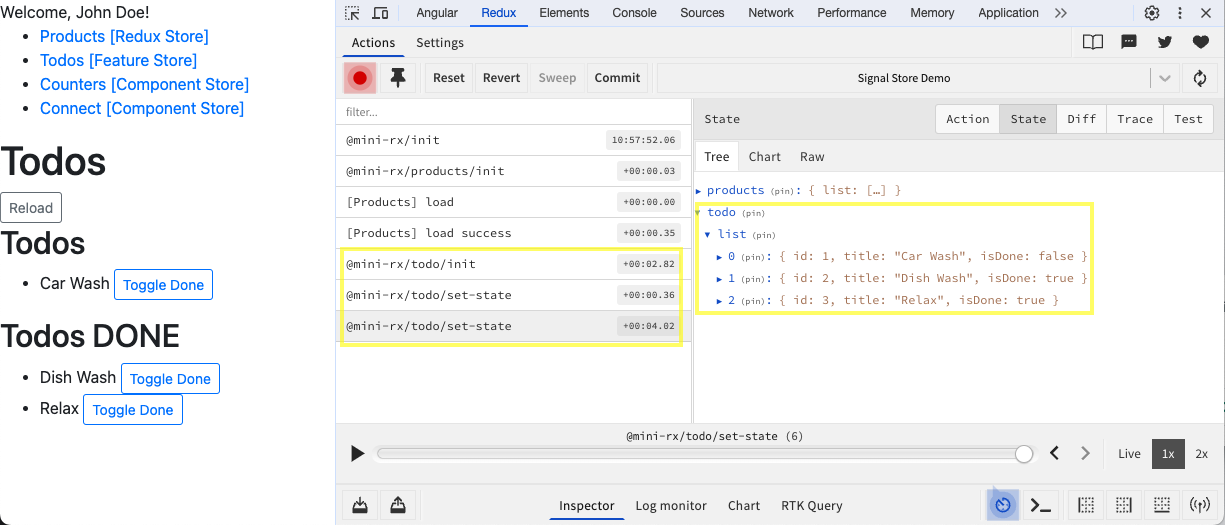 Welcome, John Doe!
Products [Redux Store]
Todos [Feature Store]
Counters [Component Store]
Connect [Component Store]
Todos
Reload
Todos
Car Wash Toggle Done
Todos DONE
Dish Wash Toggle Done
Relax Toggle Done
Angular Redux Elements Console Sources Network Performance Memory Application
Actions Settings
Reset Revert Sweep Commit Signal Store Demo
filter...
@mini-rx/init 10:57:52.06
@mini-rx/products/init +00:00.03
[Products] load +00:00.00
[Products] load success +00:00.35
@mini-rx/todo/init +00:02.82
@mini-rx/todo/set-state +00:00.36
@mini-rx/todo/set-state +00:04.02
State Action State Diff Trace Test
Tree Chart Raw
products (pin): { list: […] }
todo (pin)
list (pin)
0 (pin): { id: 1, title: "Car Wash", isDone: false }
1 (pin): { id: 2, title: "Dish Wash", isDone: true }
2 (pin): { id: 3, title: "Relax", isDone: true }
@mini-rx/todo/set-state (6)
Live 1x 2x
Inspector Log monitor Chart RTK Query